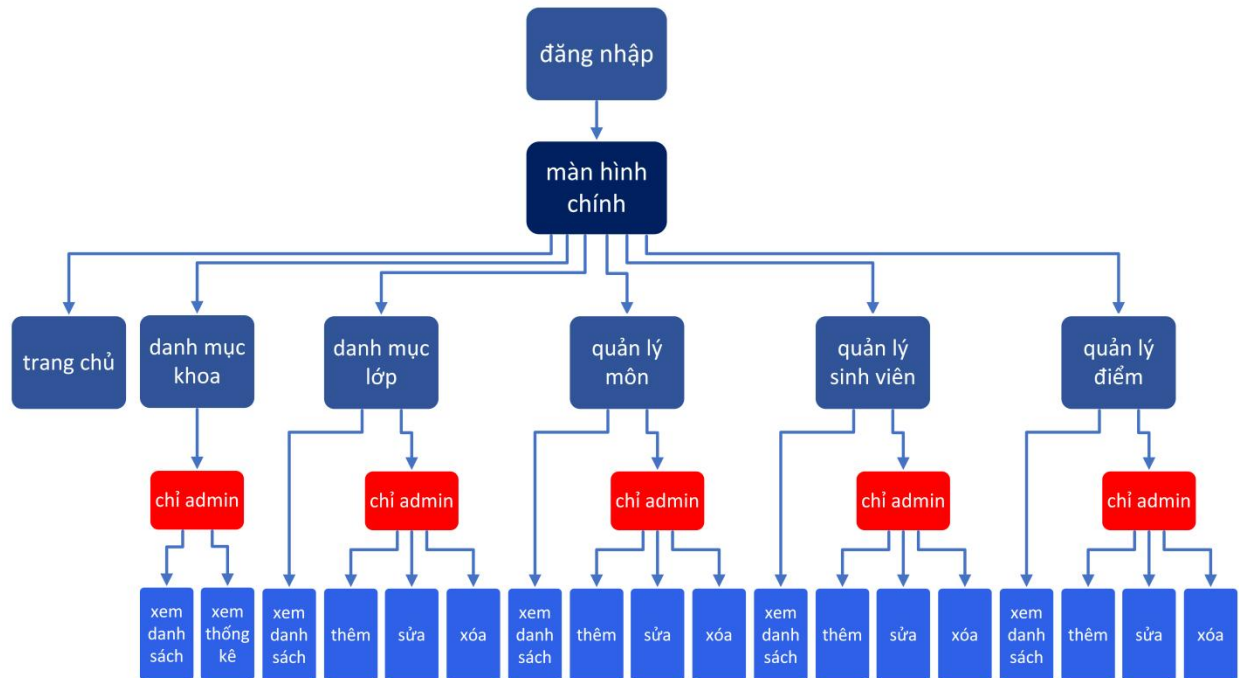 đăng nhập
màn hình
chính
trang chủ
danh mục
khoa
danh mục
lớp
quản lý
môn
quản lý
sinh viên
quản lý
điểm
chỉ admin
chỉ admin
chỉ admin
chỉ admin
chỉ admin
xem
danh
sách
xem
thống
kê
xem
danh
sách
thêm
sửa
xóa
xem
danh
sách
thêm
sửa
xóa
xem
danh
sách
thêm
sửa
xóa
xem
danh
sách
thêm
sửa
xóa